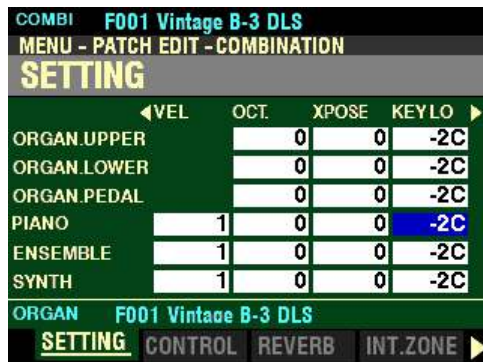 COMBI F001 Vintage B-3 DLS
MENU - PATCH EDIT - COMBINATION
SETTING
◀VEL OCT. XPOSE KEY LO ▶
ORGAN.UPPER 0 0 -2C
ORGAN.LOWER 0 0 -2C
ORGAN.PEDAL 0 0 -2C
PIANO 1 0 0 -2C
ENSEMBLE 1 0 0 -2C
SYNTH 1 0 0 -2C
ORGAN F001 Vintage B-3 DLS
SETTING CONTROL REVERB INT.ZONE ▶